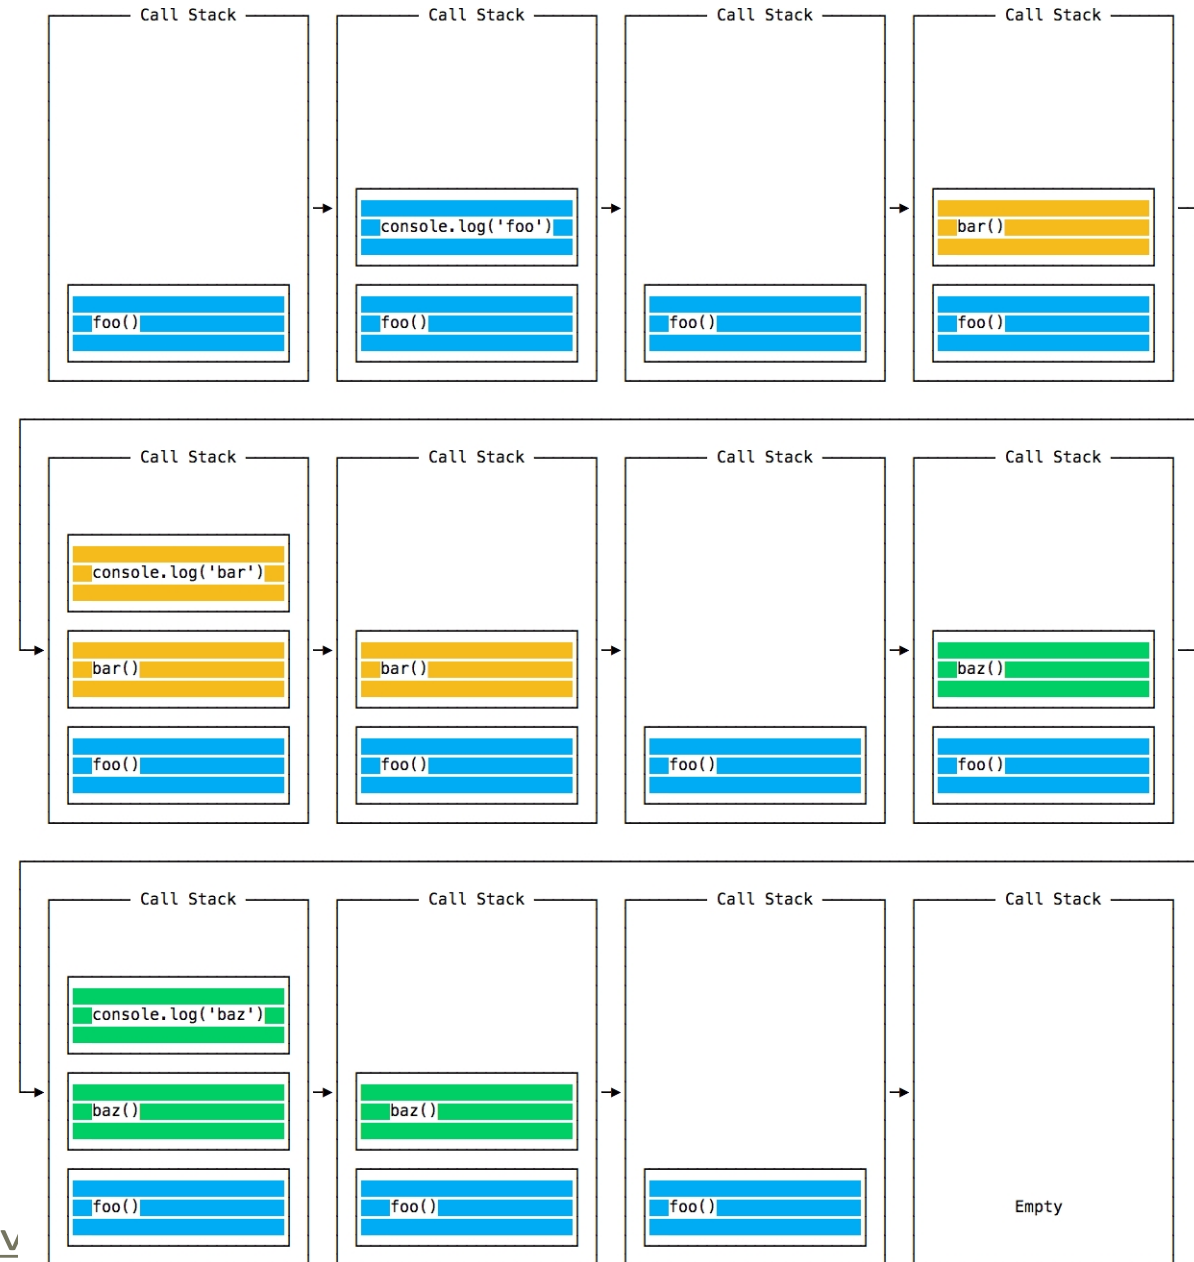 Call Stack Call Stack Call Stack Call Stack
console.log('foo') bar()
foo() foo() foo() foo()
Call Stack Call Stack Call Stack Call Stack
console.log('bar')
bar() bar() baz()
foo() foo() foo() foo()
Call Stack Call Stack Call Stack Call Stack
console.log('baz')
baz() baz()
foo() foo() foo() Empty